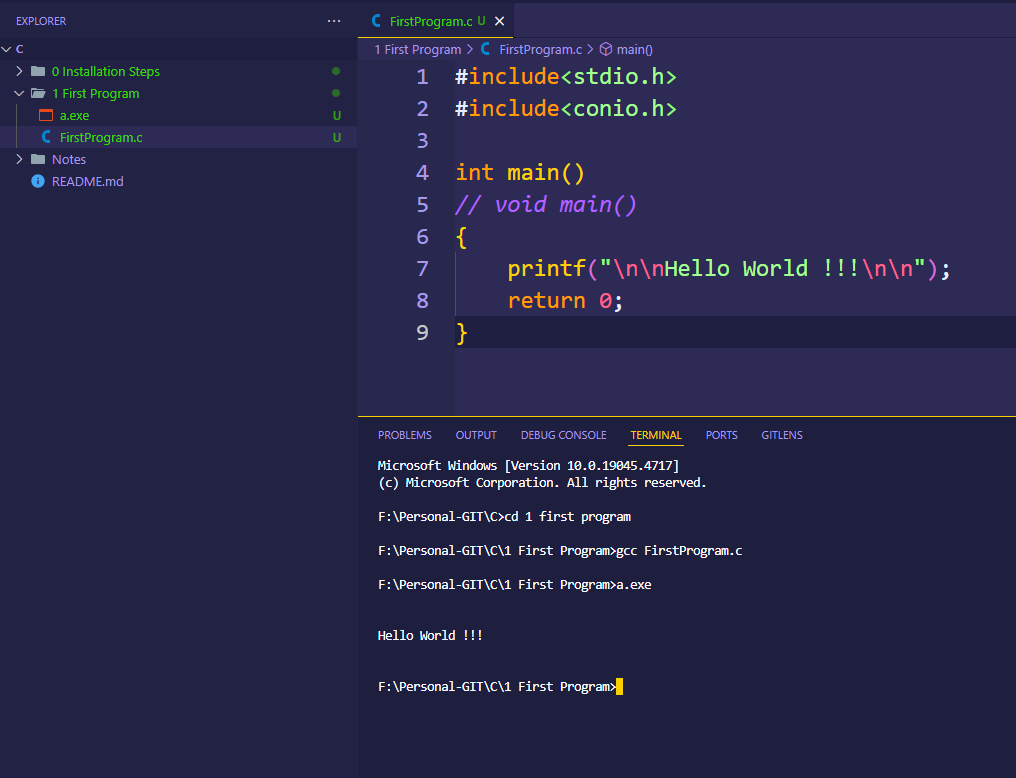 EXPLORER
C
0 Installation Steps
1 First Program
a.exe U
FirstProgram.c U
Notes
README.md
C FirstProgram.c U
1 First Program > C FirstProgram.c > main()
1 #include<stdio.h>
2 #include<conio.h>
3
4 int main()
5 // void main()
6 {
7 printf("\n\nHello World !!!\n\n");
8 return 0;
9 }
PROBLEMS OUTPUT DEBUG CONSOLE TERMINAL PORTS GITLENS
Microsoft Windows [Version 10.0.19045.4717]
(c) Microsoft Corporation. All rights reserved.
F:\Personal-GIT\C>cd 1 first program
F:\Personal-GIT\C\1 First Program>gcc FirstProgram.c
F:\Personal-GIT\C\1 First Program>a.exe
Hello World !!!
F:\Personal-GIT\C\1 First Program>